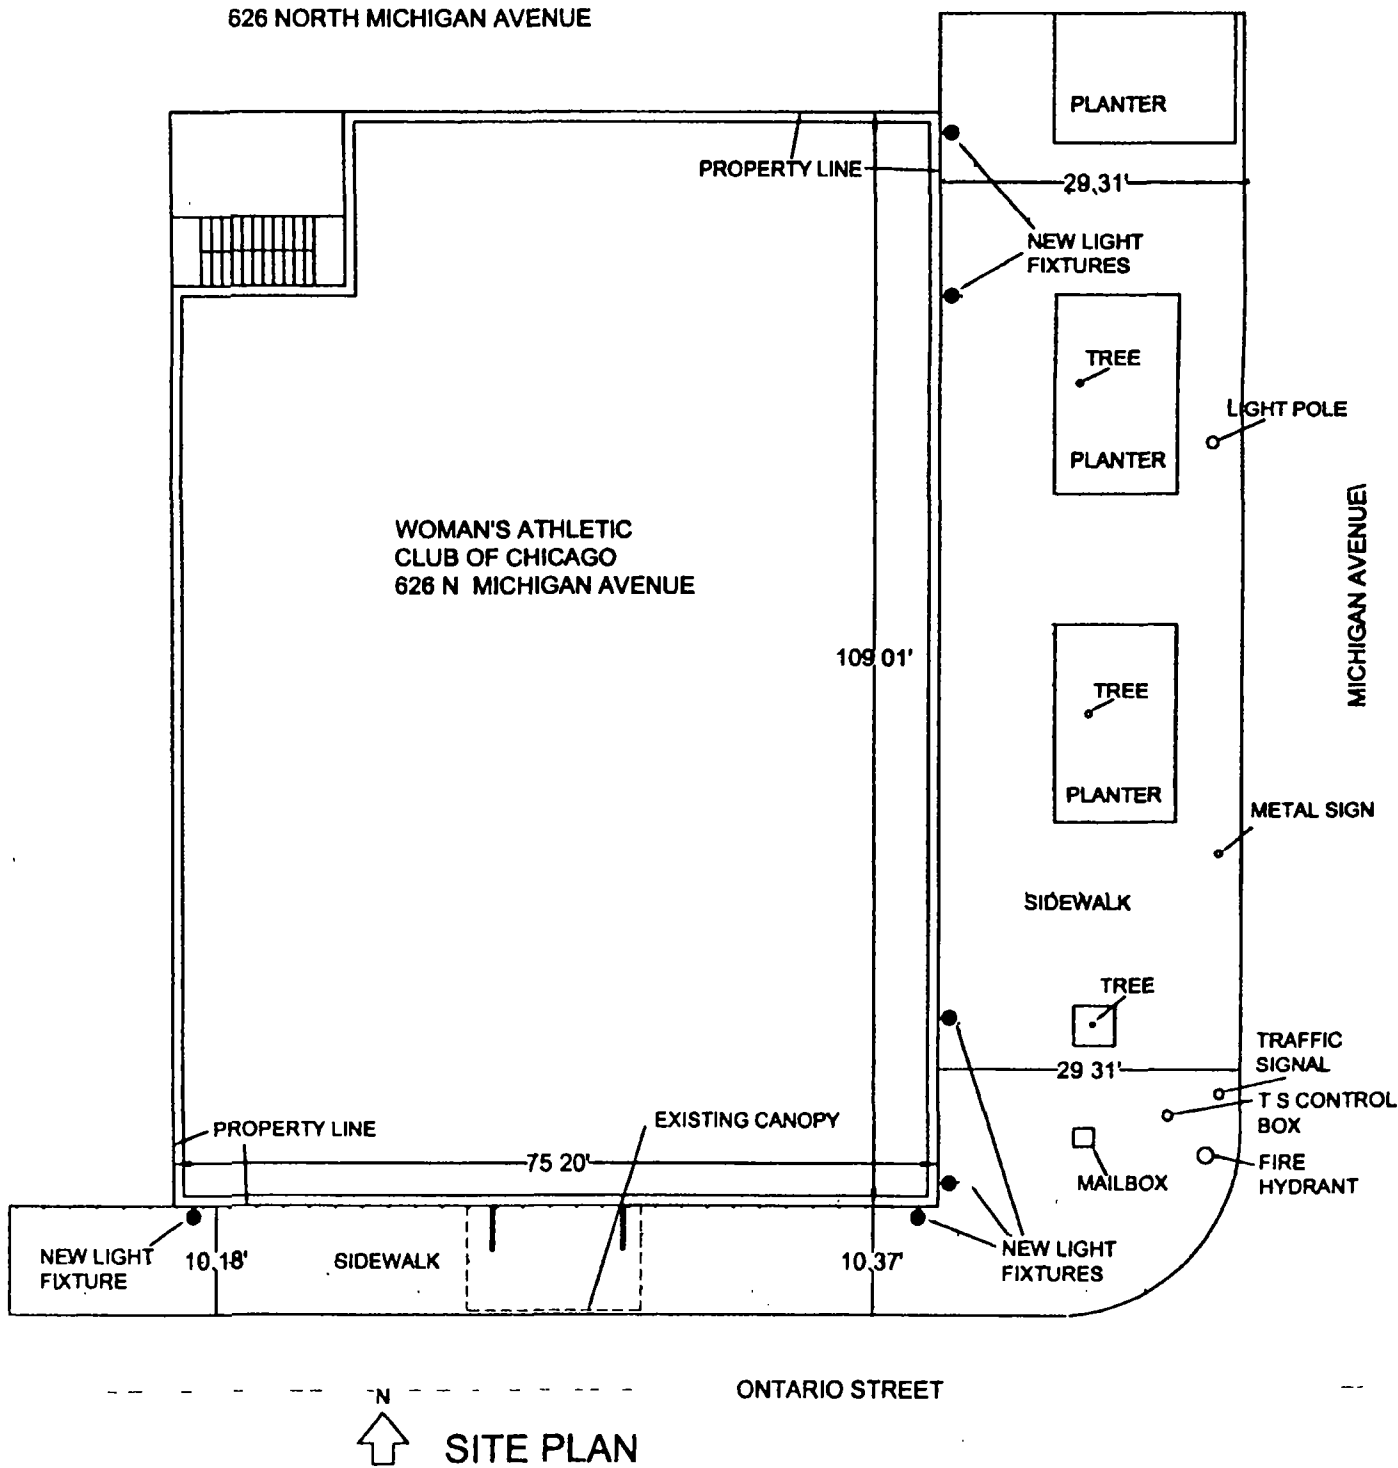 626 NORTH MICHIGAN AVENUE
PLANTER
PROPERTY LINE
29.31'
NEW LIGHT
FIXTURES
TREE
LIGHT POLE
PLANTER
MICHIGAN AVENUE
WOMAN'S ATHLETIC
CLUB OF CHICAGO
626 N MICHIGAN AVENUE
109 01'
TREE
PLANTER
METAL SIGN
SIDEWALK
TREE
TRAFFIC
SIGNAL
29 31'
T S CONTROL
BOX
EXISTING CANOPY
PROPERTY LINE
75 20'
MAILBOX
FIRE
HYDRANT
NEW LIGHT
FIXTURE
10.18'
SIDEWALK
10.37'
NEW LIGHT
FIXTURES
ONTARIO STREET
N
SITE PLAN